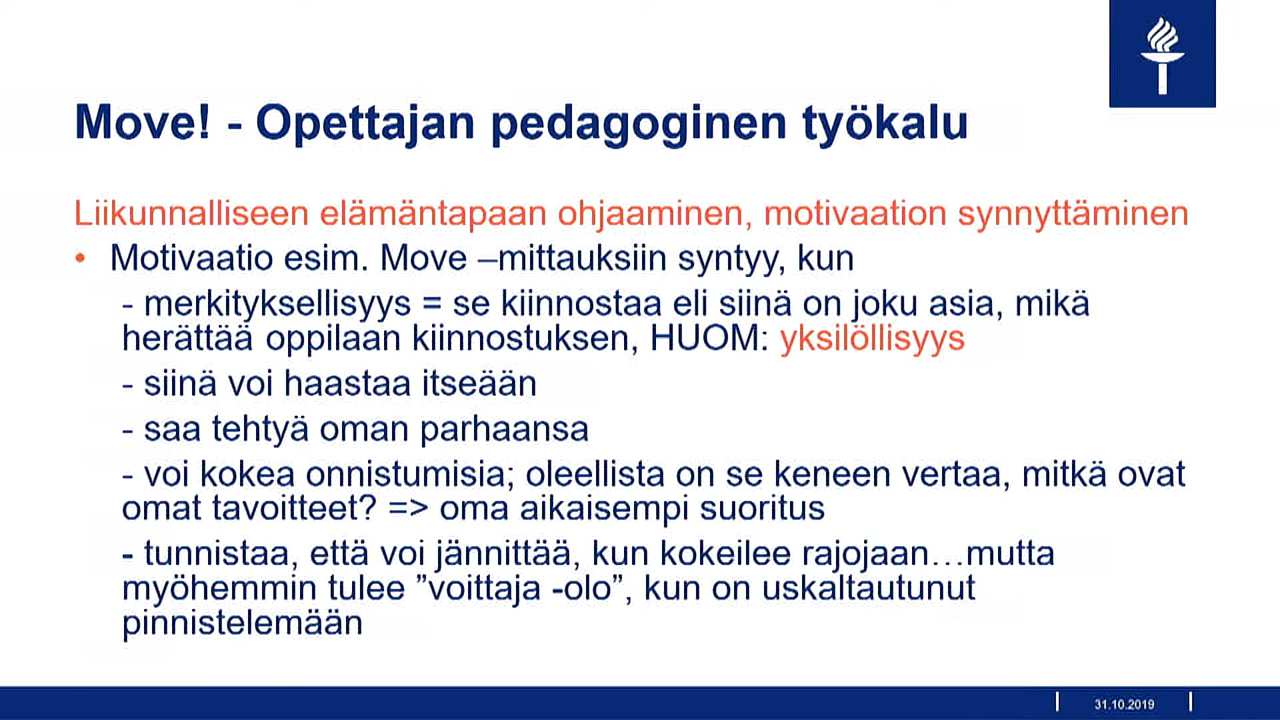 Move! - Opettajan pedagoginen työkalu
Liikunnalliseen elämäntapaan ohjaaminen, motivaation synnyttäminen
• Motivaatio esim. Move –mittauksiin syntyy, kun
- merkityksellisyys = se kiinnostaa eli siinä on joku asia, mikä
herättää oppilaan kiinnostuksen, HUOM: yksilöllisyys
- siinä voi haastaa itseään
- saa tehtyä oman parhaansa
- voi kokea onnistumisia; oleellista on se keneen vertaa, mitkä ovat
omat tavoitteet? => oma aikaisempi suoritus
- tunnistaa, että voi jännittää, kun kokeilee rajojaan…mutta
myöhemmin tulee ”voittaja -olo”, kun on uskaltautunut
pinnistelemään
31.10.2019